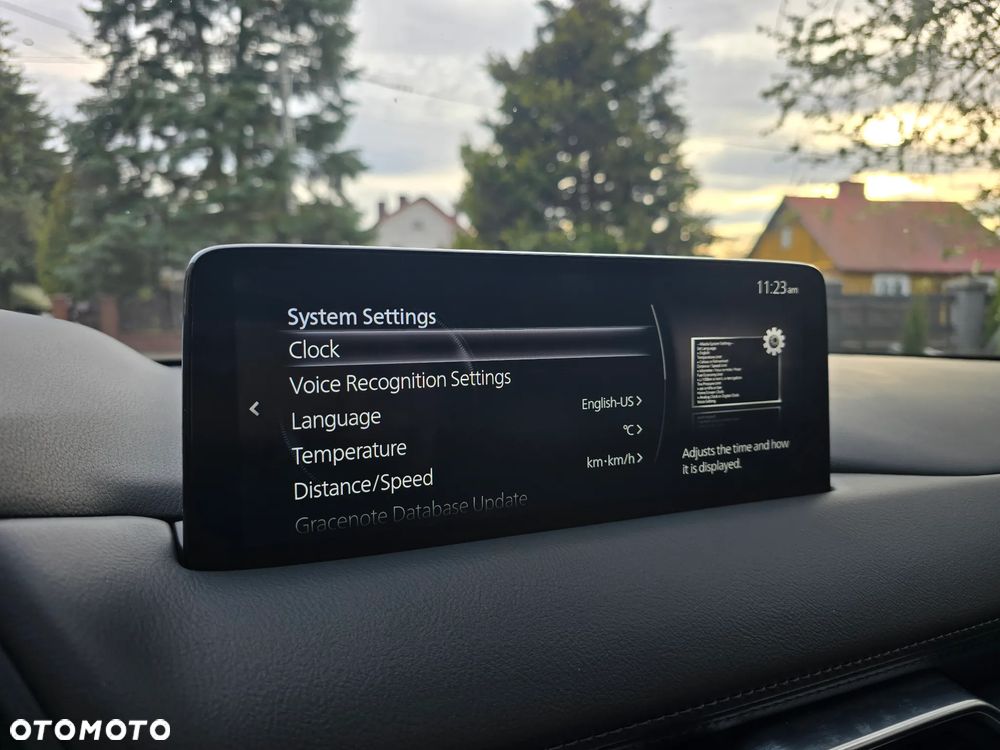 11:23am
System Settings
Clock
Voice Recognition Settings
Language English-US
Temperature °C
Distance/Speed km·km/h
Gracenote Database Update
Adjusts the time and how
it is displayed.
OTOMOTO